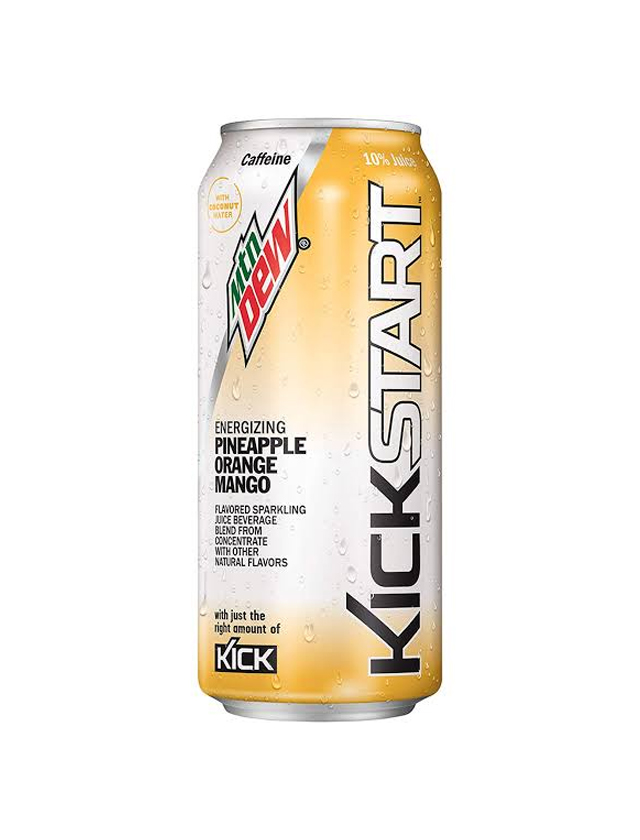 Caffeine
10% Juice
WITH
COCONUT
WATER
Mtn
DEW®
KICKSTART™
ENERGIZING
PINEAPPLE
ORANGE
MANGO
FLAVORED SPARKLING
JUICE BEVERAGE
BLEND FROM
CONCENTRATE
WITH OTHER
NATURAL FLAVORS
with just the
right amount of
KICK